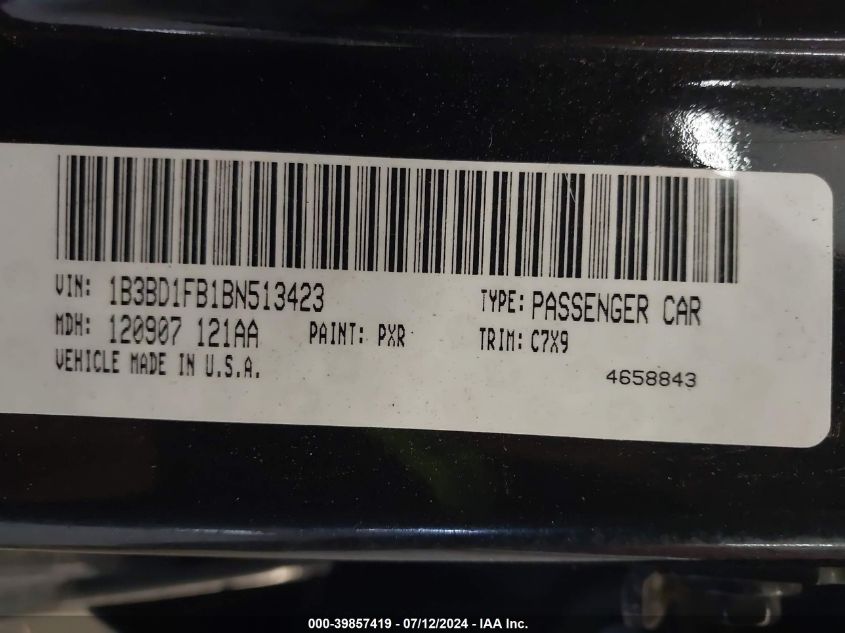 VIN: 1B3BD1FB1BN513423 TYPE: PASSENGER CAR
MDH: 120907 121AA PAINT: PXR TRIM: C7X9
VEHICLE MADE IN U.S.A. 4658843
000-39857419 - 07/12/2024 - IAA Inc.